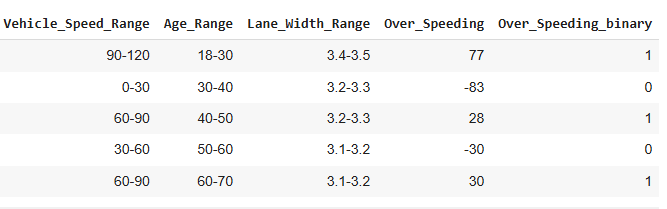 Vehicle_Speed_Range Age_Range Lane_Width_Range Over_Speeding Over_Speeding_binary
90-120 18-30 3.4-3.5 77 1
0-30 30-40 3.2-3.3 -83 0
60-90 40-50 3.2-3.3 28 1
30-60 50-60 3.1-3.2 -30 0
60-90 60-70 3.1-3.2 30 1